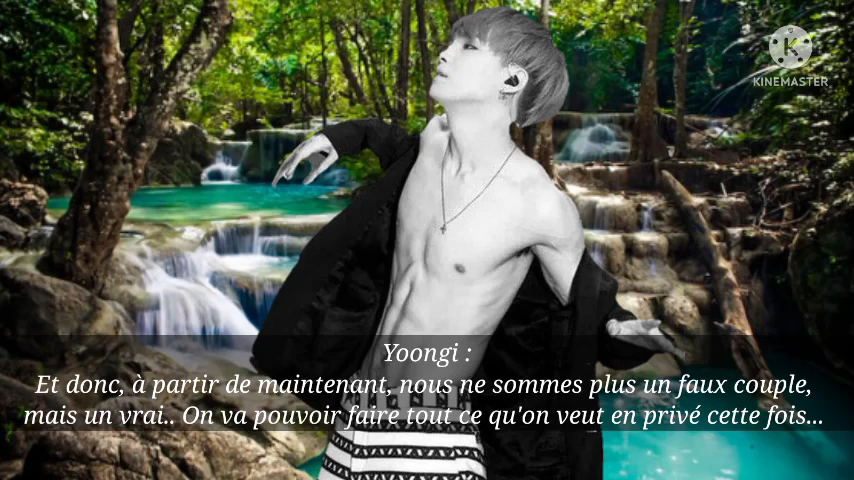 KINEMASTER
Yoongi :
Et donc, à partir de maintenant, nous ne sommes plus un faux couple,
mais un vrai.. On va pouvoir faire tout ce qu'on veut en privé cette fois...